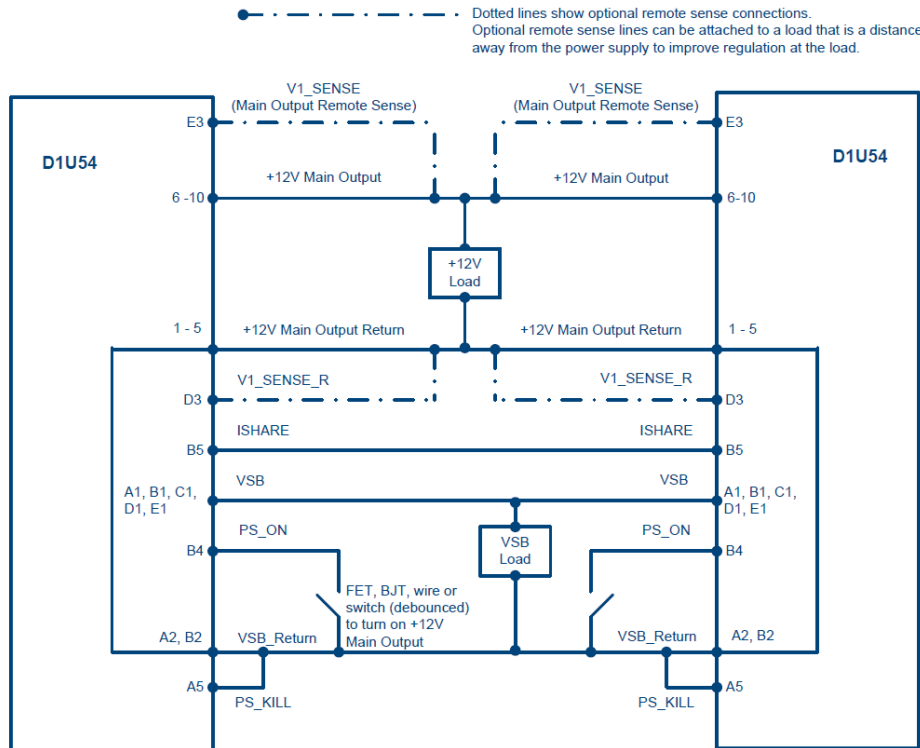 Dotted lines show optional remote sense connections.
Optional remote sense lines can be attached to a load that is a distance
away from the power supply to improve regulation at the load.
V1_SENSE
(Main Output Remote Sense)
V1_SENSE
(Main Output Remote Sense)
E3
E3
D1U54
D1U54
+12V Main Output
+12V Main Output
6 -10
6-10
+12V
Load
1 - 5
+12V Main Output Return
+12V Main Output Return
1 - 5
V1_SENSE_R
V1_SENSE_R
D3
D3
ISHARE
ISHARE
B5
B5
VSB
VSB
A1, B1, C1,
D1, E1
A1, B1, C1,
D1, E1
PS_ON
PS_ON
B4
B4
VSB
Load
FET, BJT, wire or
switch (debounced)
to turn on +12V
Main Output
A2, B2
VSB_Return
VSB_Return
A2, B2
A5
A5
PS_KILL
PS_KILL